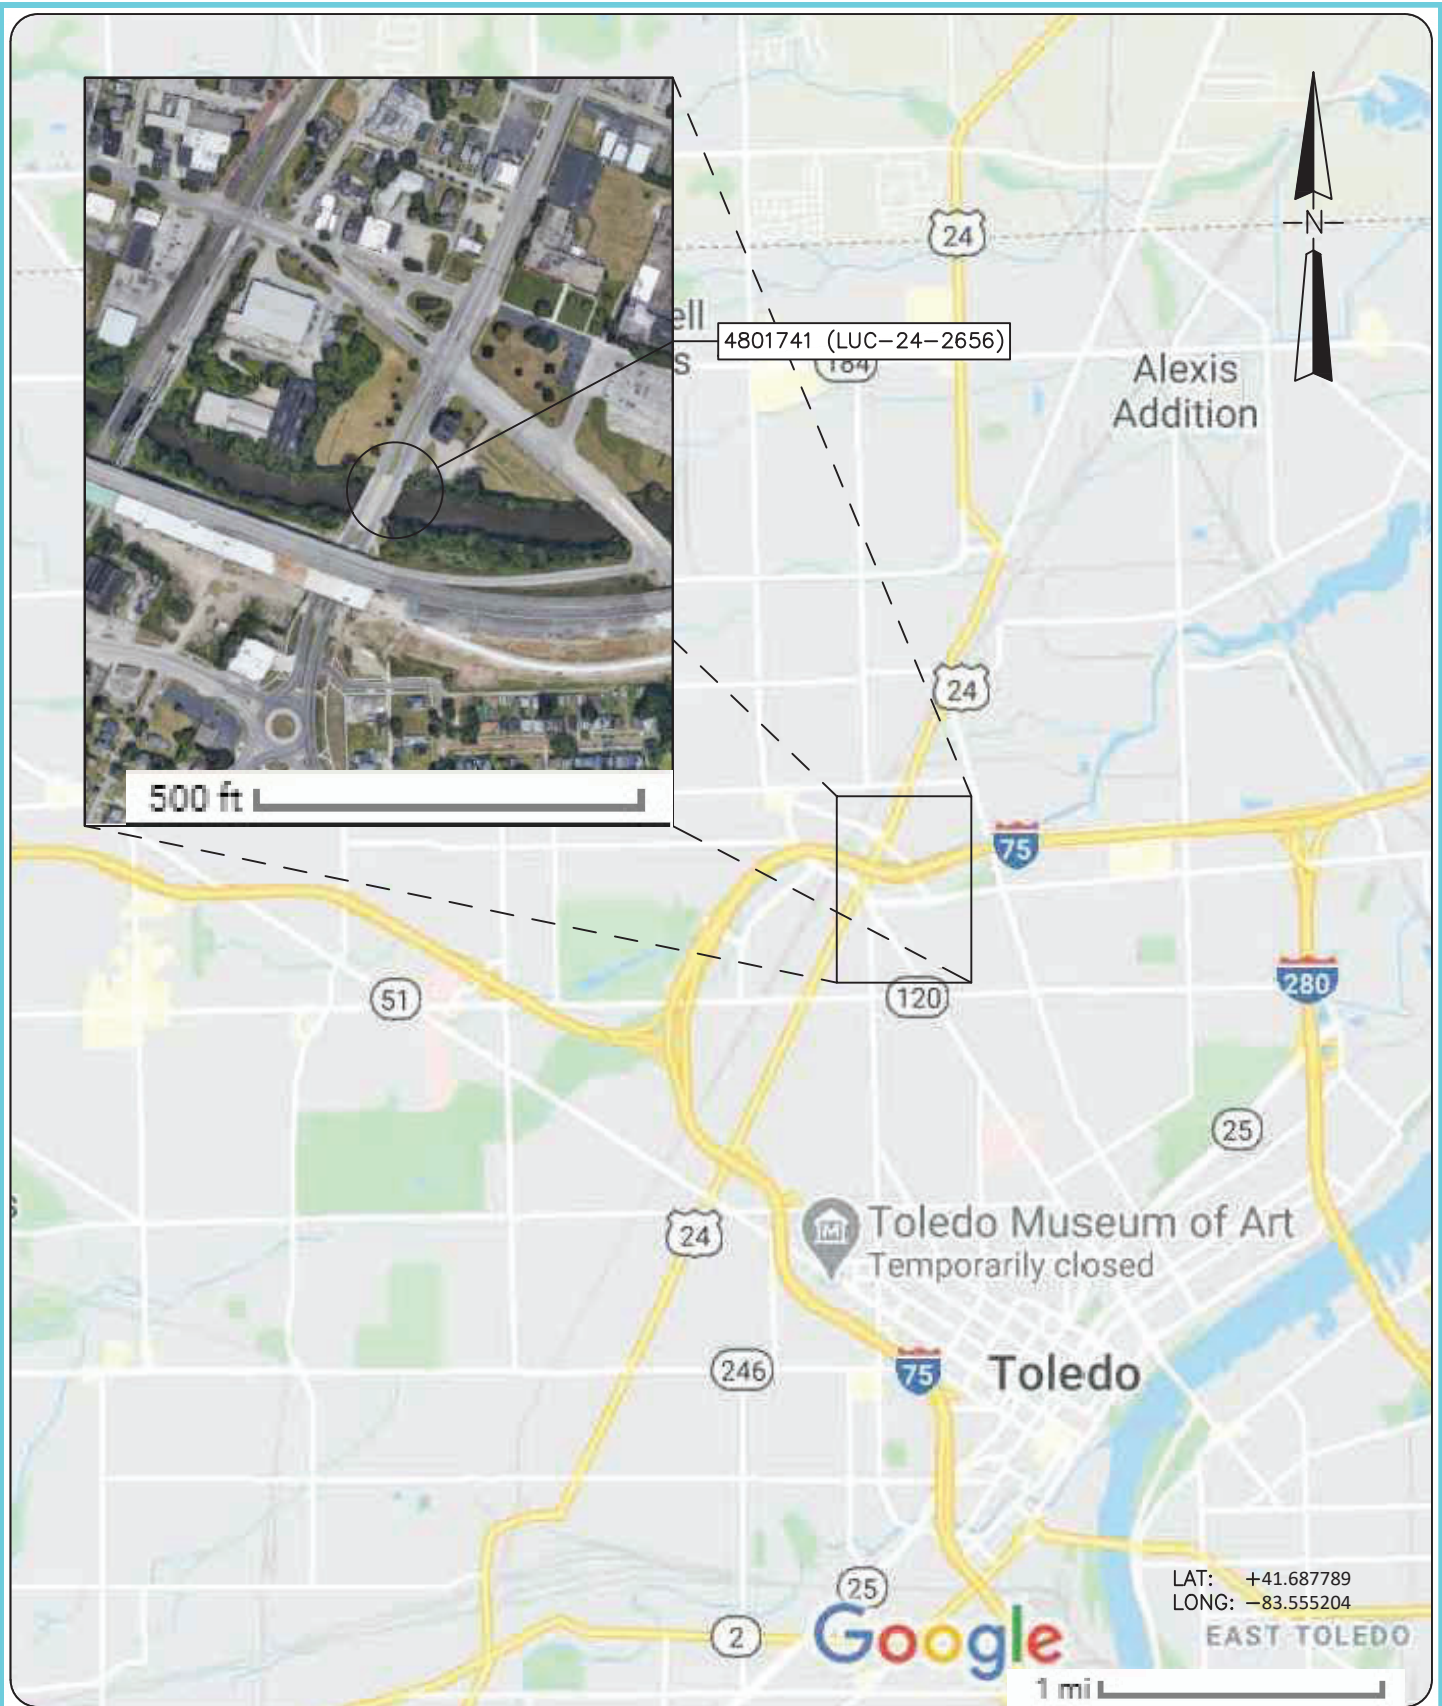 24
N
ell
s
4801741 (LUC-24-2656)
184
Alexis
Addition
24
500 ft
75
51
120
280
25
Toledo Museum of Art
Temporarily closed
24
246
75
Toledo
25
LAT: +41.687789
LONG: -83.555204
2
Google
EAST TOLEDO
1 mi